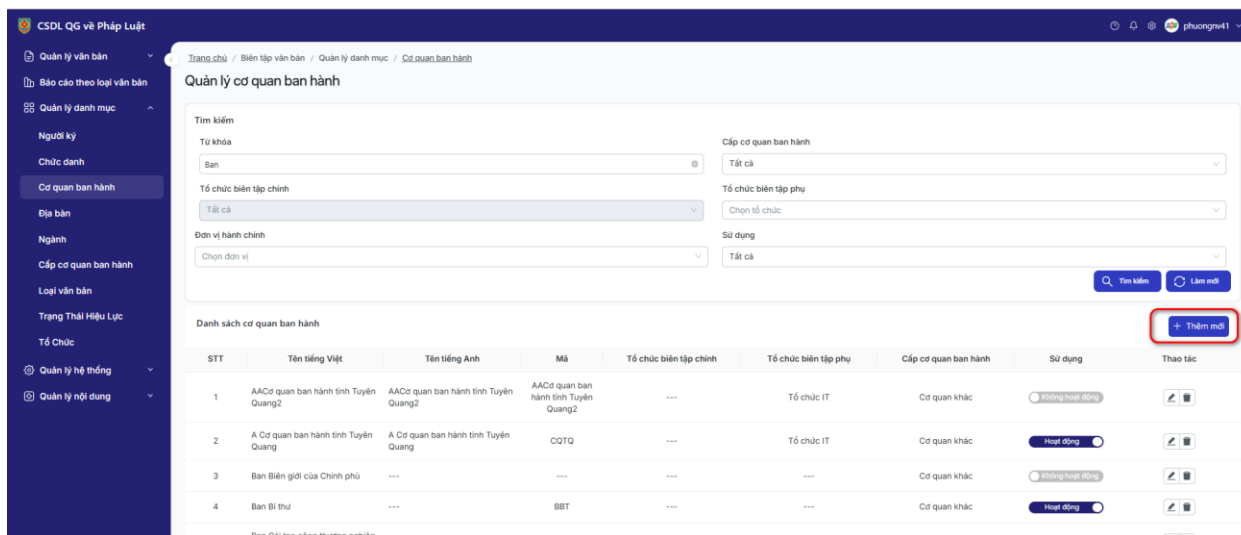 CSDL QG về Pháp Luật
phuongnv41
Quản lý văn bản
Báo cáo theo loại văn bản
Quản lý danh mục
Người ký
Chức danh
Cơ quan ban hành
Địa bàn
Ngành
Cấp cơ quan ban hành
Loại văn bản
Trạng Thái Hiệu Lực
Tổ Chức
Quản lý hệ thống
Quản lý nội dung
Trang chủ / Biên tập văn bản / Quản lý danh mục / Cơ quan ban hành
Quản lý cơ quan ban hành
Tìm kiếm
Từ khóa
Ban
Cấp cơ quan ban hành
Tất cả
Tổ chức biên tập chính
Tất cả
Tổ chức biên tập phụ
Chọn tổ chức
Đơn vị hành chính
Chọn đơn vị
Sử dụng
Tất cả
Tìm kiếm
Làm mới
Danh sách cơ quan ban hành
+ Thêm mới
STT Tên tiếng Việt Tên tiếng Anh Mã Tổ chức biên tập chính Tổ chức biên tập phụ Cấp cơ quan ban hành Sử dụng Thao tác
1 AACơ quan ban hành tỉnh Tuyên Quang2 AACơ quan ban hành tỉnh Tuyên Quang2 AACơ quan ban hành tỉnh Tuyên Quang2 --- Tổ chức IT Cơ quan khác Không hoạt động
2 A Cơ quan ban hành tỉnh Tuyên Quang A Cơ quan ban hành tỉnh Tuyên Quang CQTQ --- Tổ chức IT Cơ quan khác Hoạt động
3 Ban Biên giới của Chính phủ --- --- --- --- Cơ quan khác Không hoạt động
4 Ban Bí thư --- BBT --- --- Cơ quan khác Hoạt động